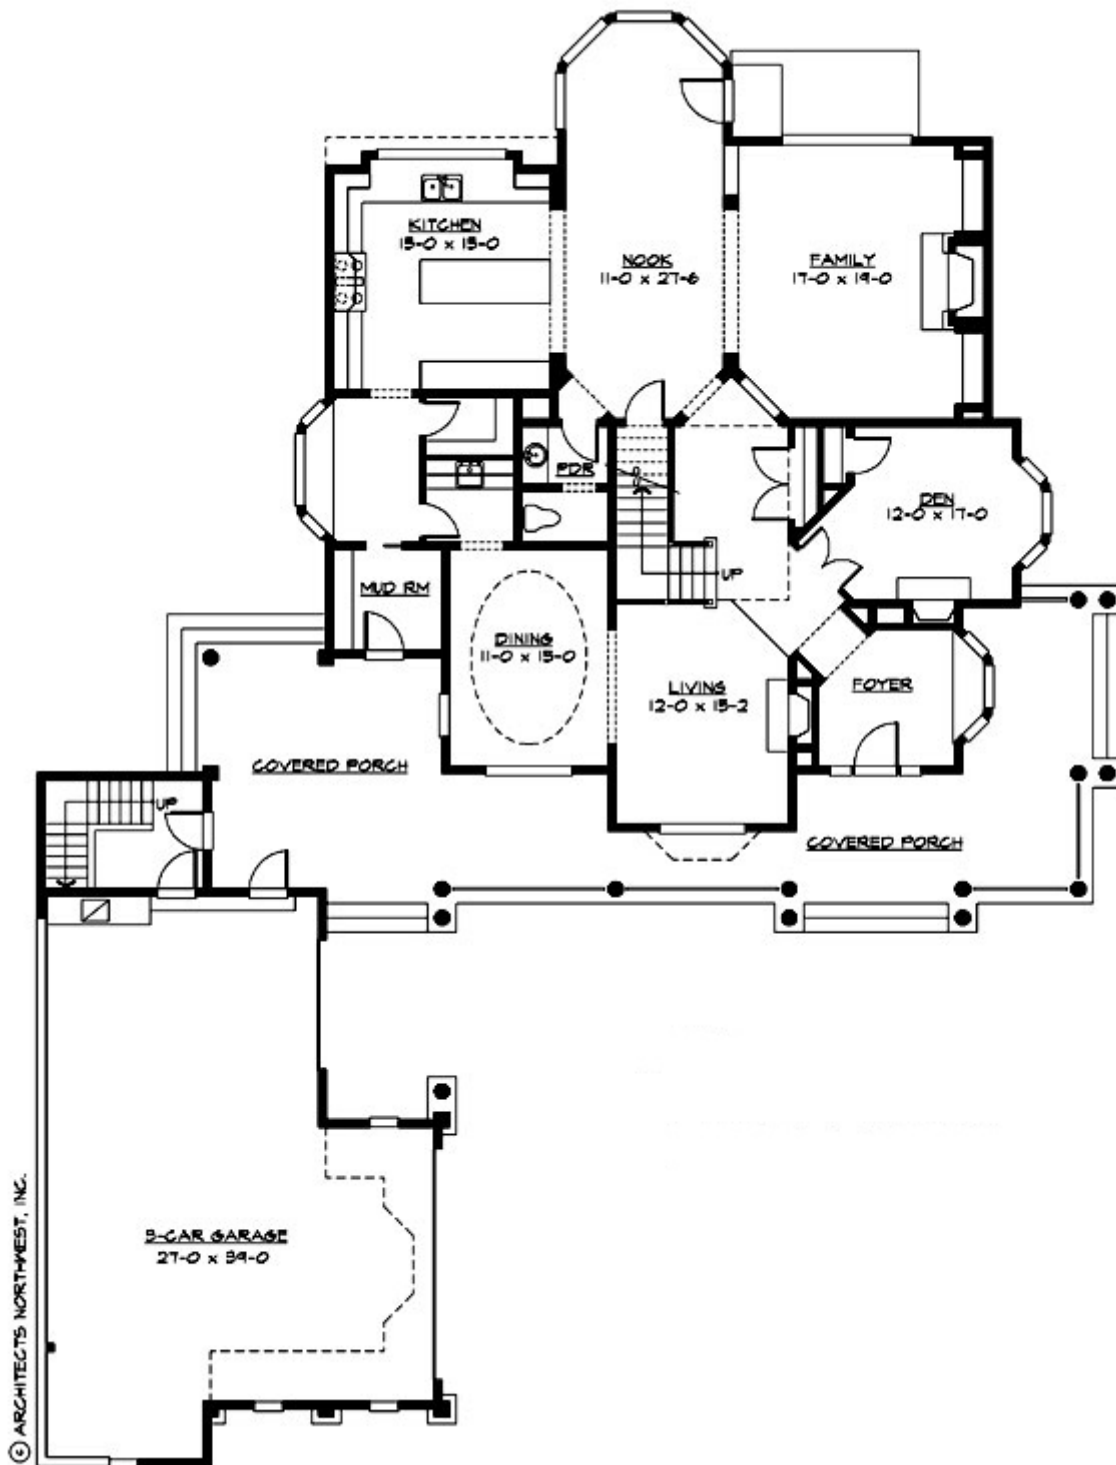 KITCHEN
15-0 x 15-0
NOOK
11-0 x 27-6
FAMILY
17-0 x 19-0
PDR
DEN
12-0 x 17-0
UP
MUD RM
DINING
11-0 x 15-0
LIVING
12-0 x 15-2
FOYER
COVERED PORCH
UP
COVERED PORCH
3-CAR GARAGE
27-0 x 39-0
© ARCHITECTS NORTHWEST, INC.